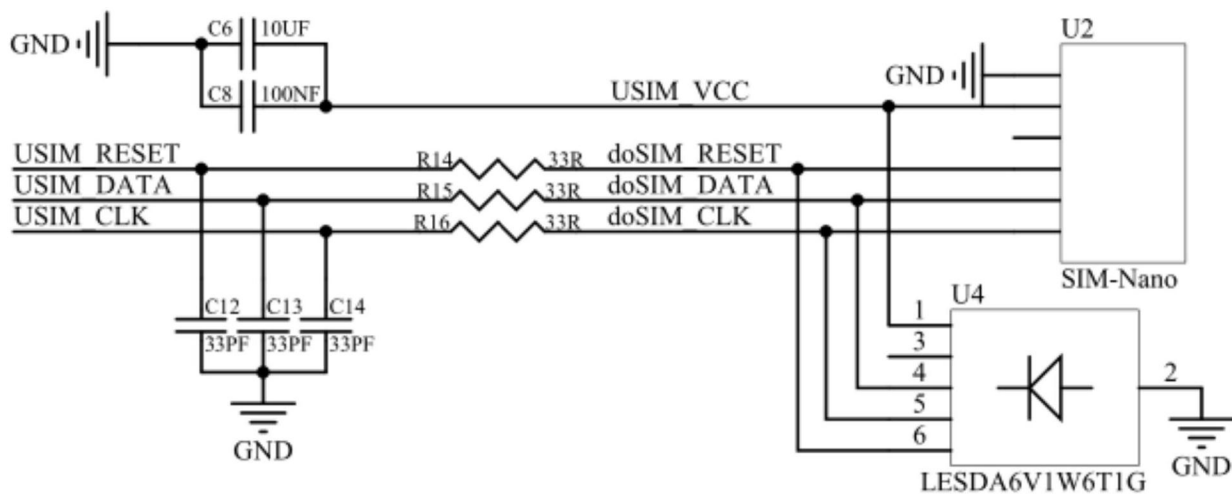 C6 10UF
GND
C8 100NF
USIM_VCC
GND
U2
USIM_RESET R14 33R doSIM_RESET
USIM_DATA R15 33R doSIM_DATA
USIM_CLK R16 33R doSIM_CLK
SIM-Nano
C12 C13 C14
33PF 33PF 33PF
GND
U4
1
3
4
5
6
2
GND
LESDA6V1W6T1G